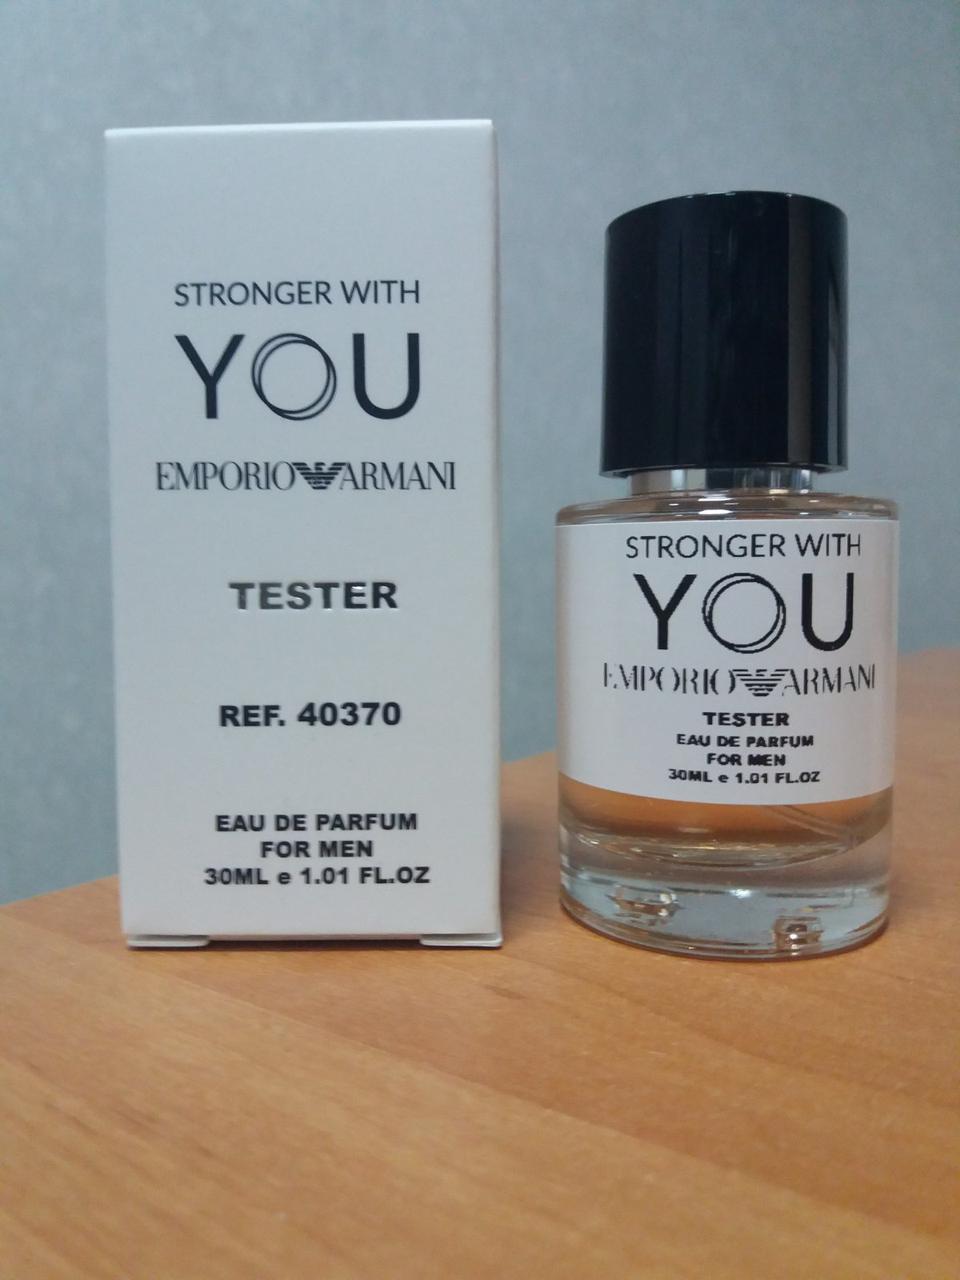 STRONGER WITH
YOU
EMPORIO ARMANI
TESTER
REF. 40370
EAU DE PARFUM
FOR MEN
30ML e 1.01 FL.OZ
STRONGER WITH
YOU
EMPORIO ARMANI
TESTER
EAU DE PARFUM
FOR MEN
30ML e 1.01 FL.OZ